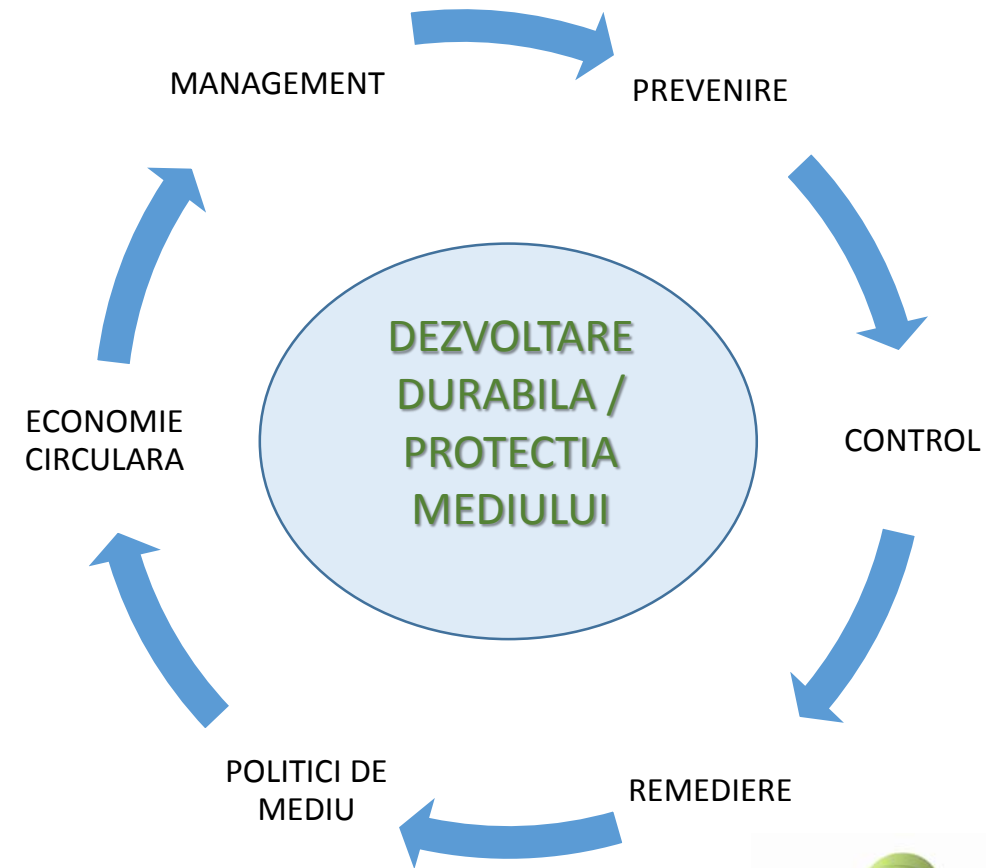 MANAGEMENT
PREVENIRE
DEZVOLTARE
DURABILA /
PROTECTIA
MEDIULUI
ECONOMIE
CIRCULARA
CONTROL
POLITICI DE
MEDIU
REMEDIERE